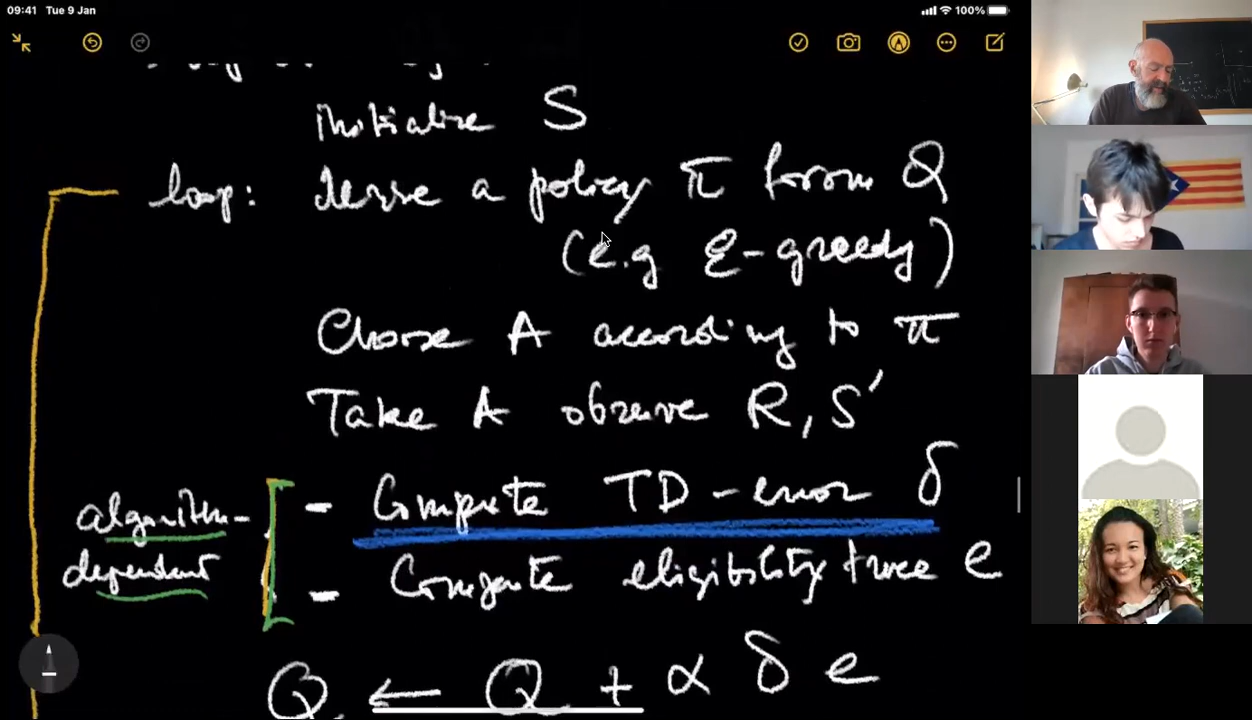 09:41 Tue 9 Jan 100%
initialise S
loop: derive a policy π from Q
(e.g ε-greedy)
Choose A according to π
Take A observe R, S'
algorithm-
dependent
- Compute TD-error δ
- Compute eligibility trace e
Q ← Q + α δ e